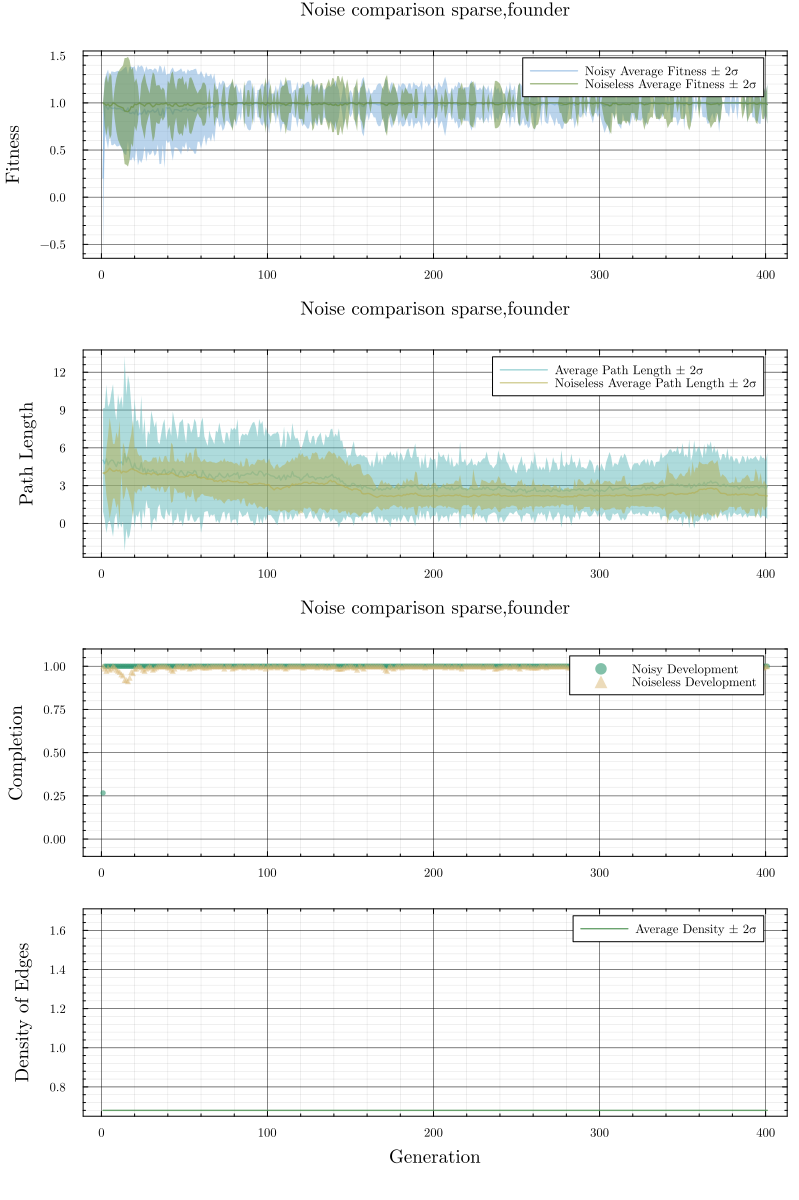 Noise comparison sparse,founder
1.5
1.0
0.5
0.0
−0.5
Fitness
Noisy Average Fitness ± 2σ
Noiseless Average Fitness ± 2σ
0 100 200 300 400
Noise comparison sparse,founder
12
9
6
3
0
Path Length
Average Path Length ± 2σ
Noiseless Average Path Length ± 2σ
0 100 200 300 400
Noise comparison sparse,founder
1.00
0.75
0.50
0.25
0.00
Completion
Noisy Development
Noiseless Development
0 100 200 300 400
1.6
1.4
1.2
1.0
0.8
Density of Edges
Average Density ± 2σ
0 100 200 300 400
Generation